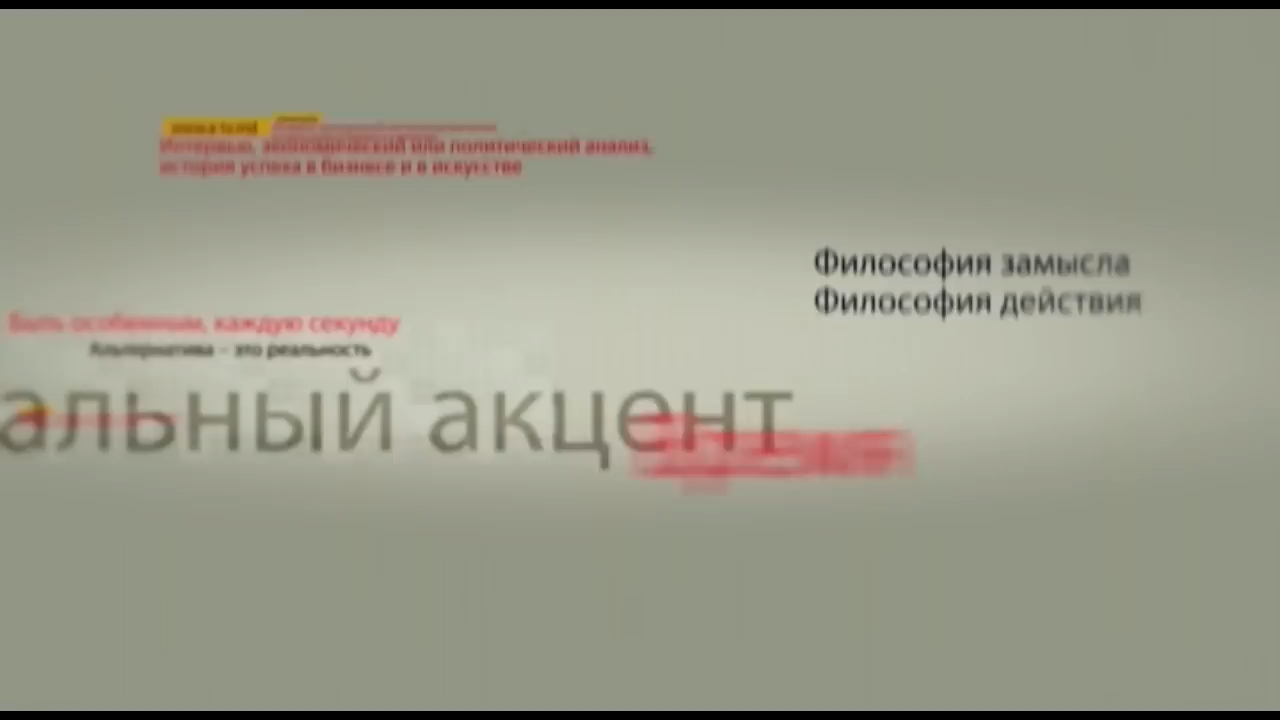 Интервью, экономический или политический анализ,
история успеха в бизнесе и в искусстве
Философия замысла
Философия действия
Быть особенным, каждую секунду
Альтернатива - это реальность
альный акцент